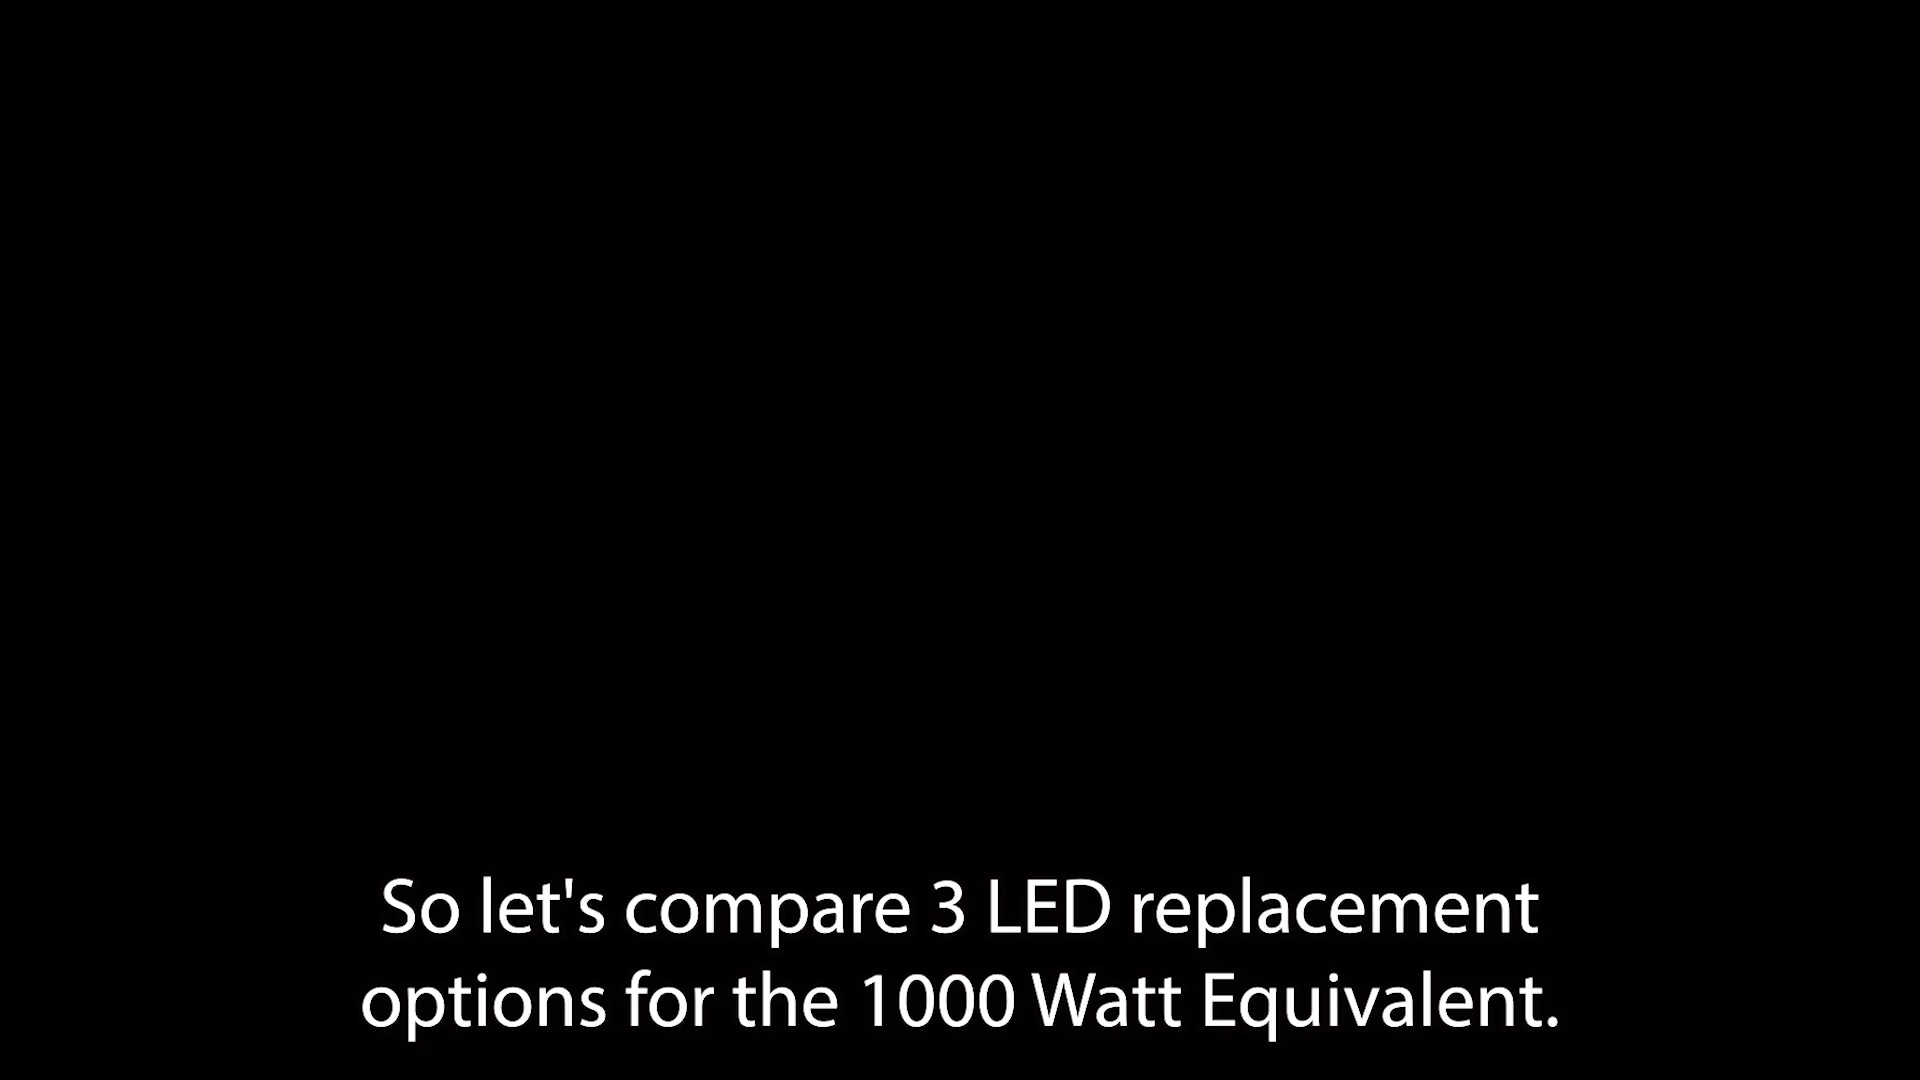 So let's compare 3 LED replacement
options for the 1000 Watt Equivalent.